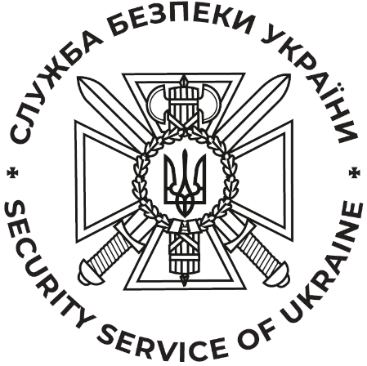 СЛУЖБА БЕЗПЕКИ УКРАЇНИ
SECURITY SERVICE OF UKRAINE